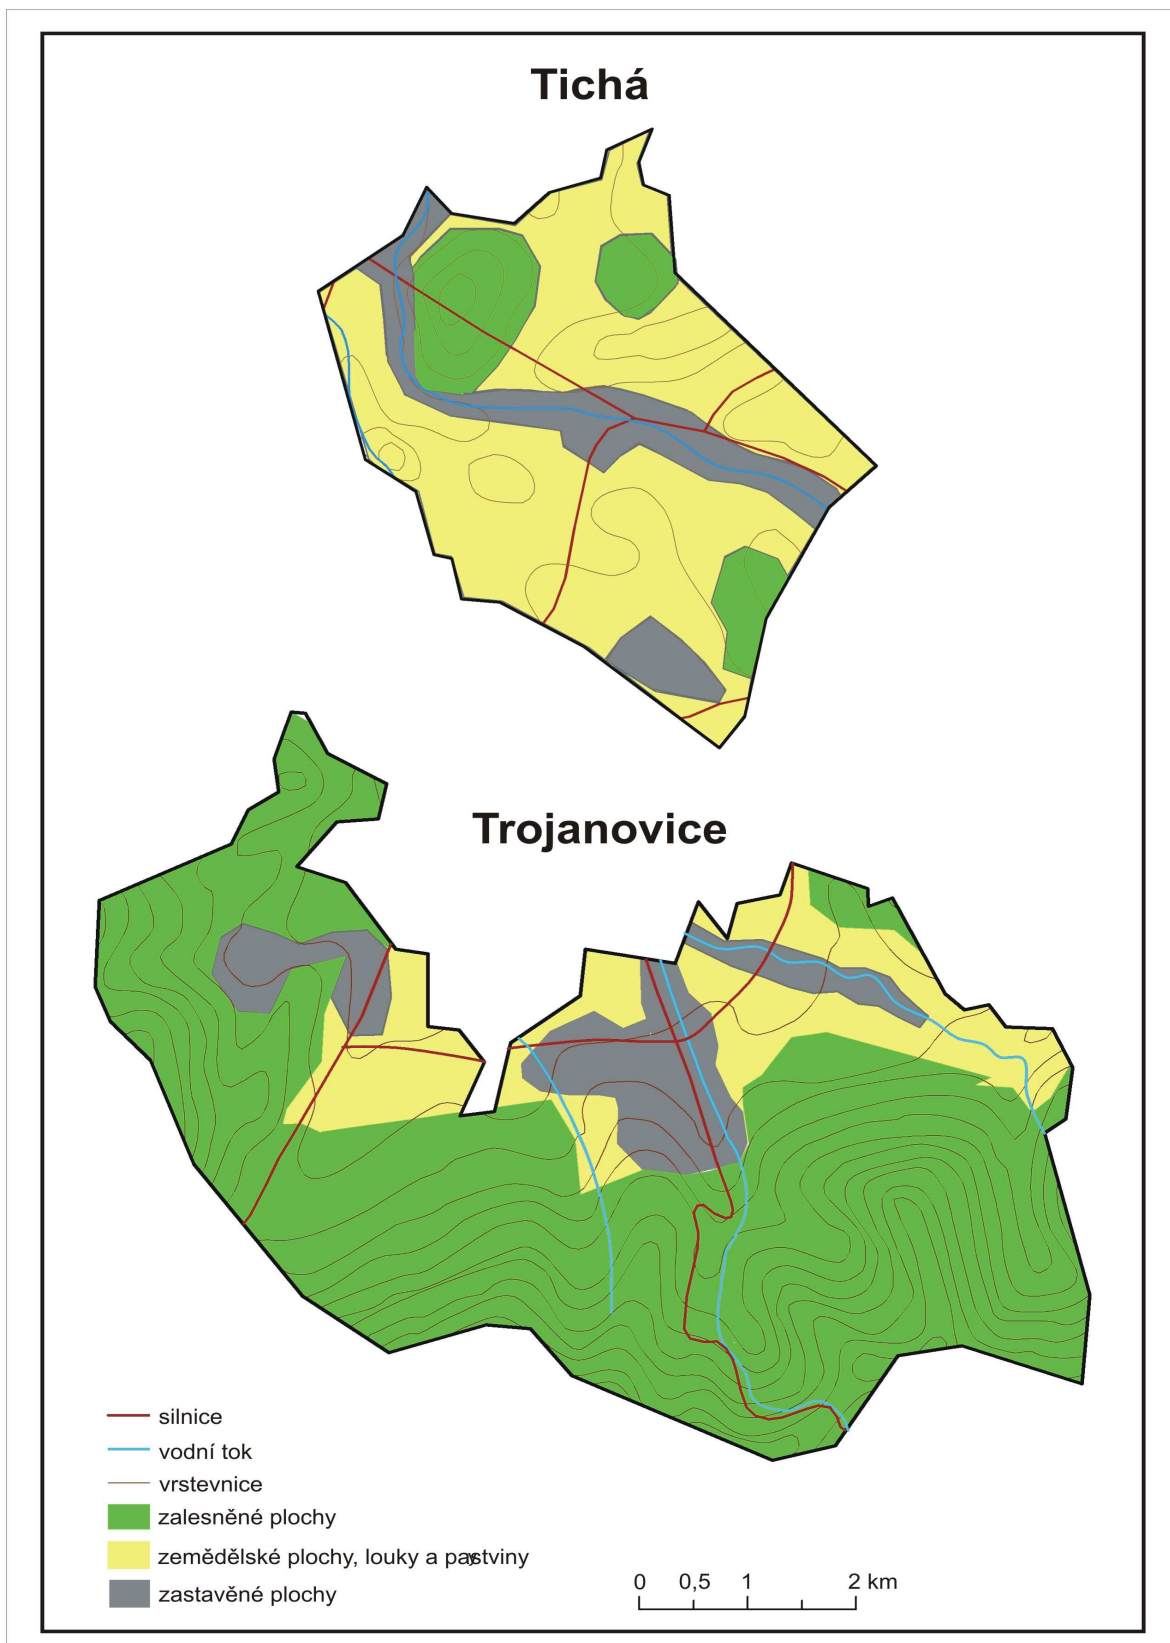 Tichá
Trojanovice
silnice
vodní tok
vrstevnice
zalesněné plochy
zemědělské plochy, louky a pastviny
zastavěné plochy
0 0,5 1 2 km